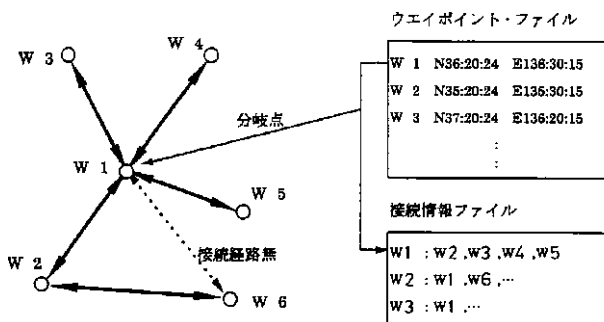 W 3
W 4
W 1
W 5
W 2
W 6
分岐点
接続経路無
ウエイポイント・ファイル
W 1 N36:20:24 E136:30:15
W 2 N35:20:24 E135:30:15
W 3 N37:20:24 E136:20:15
:
:
接続情報ファイル
W1 : W2 ,W3 ,W4 ,W5
W2 : W1 ,W6 ,…
W3 : W1 ,…